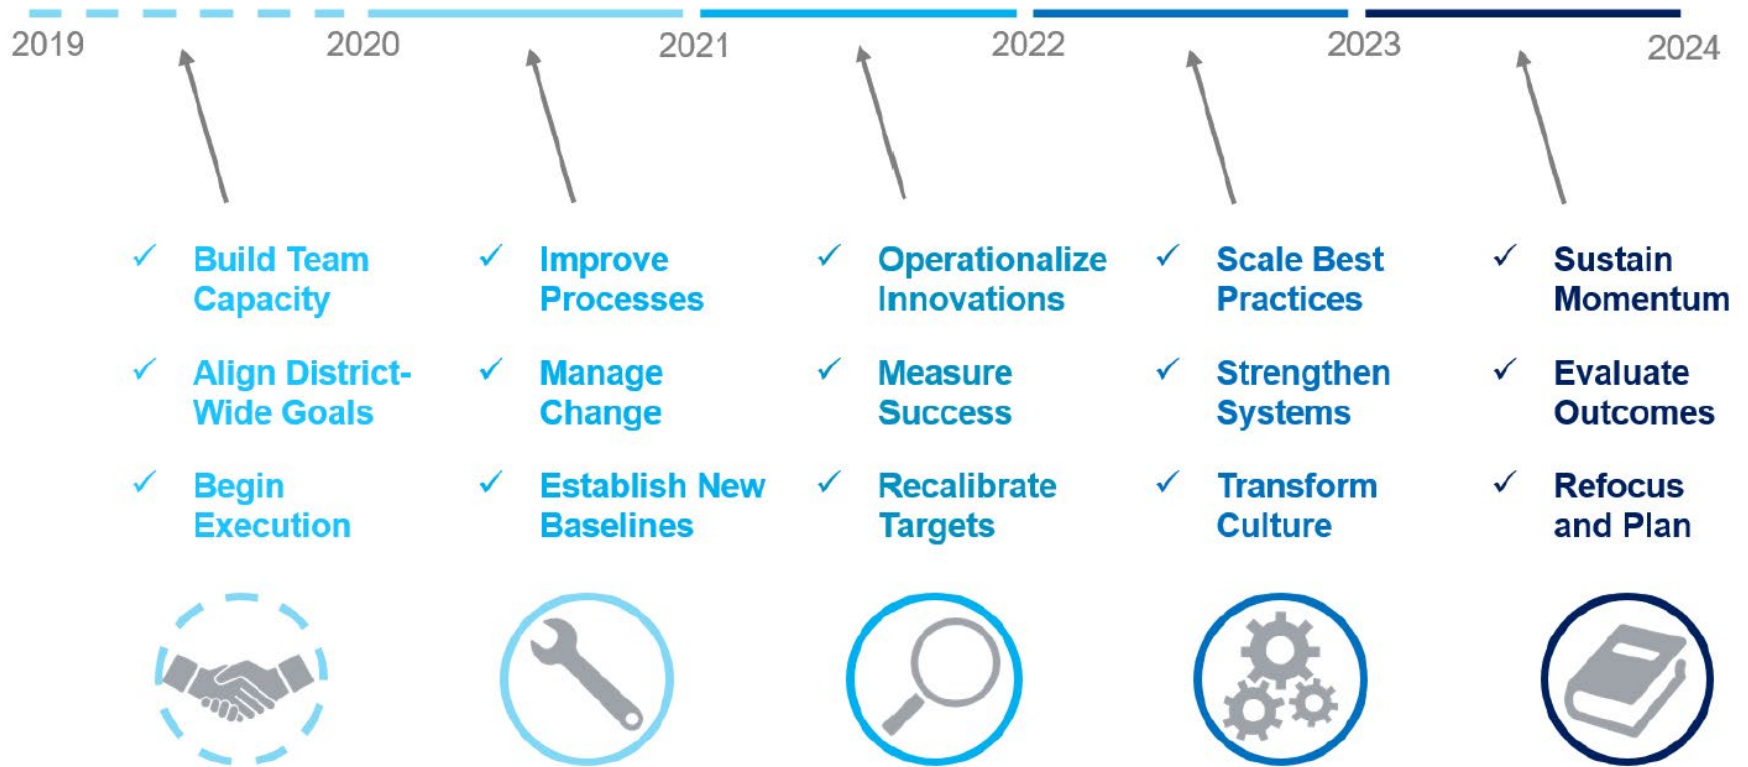 2019 2020 2021 2022 2023 2024
✓ Build Team
Capacity
✓ Align District-
Wide Goals
✓ Begin
Execution
✓ Improve
Processes
✓ Manage
Change
✓ Establish New
Baselines
✓ Operationalize
Innovations
✓ Measure
Success
✓ Recalibrate
Targets
✓ Scale Best
Practices
✓ Strengthen
Systems
✓ Transform
Culture
✓ Sustain
Momentum
✓ Evaluate
Outcomes
✓ Refocus
and Plan